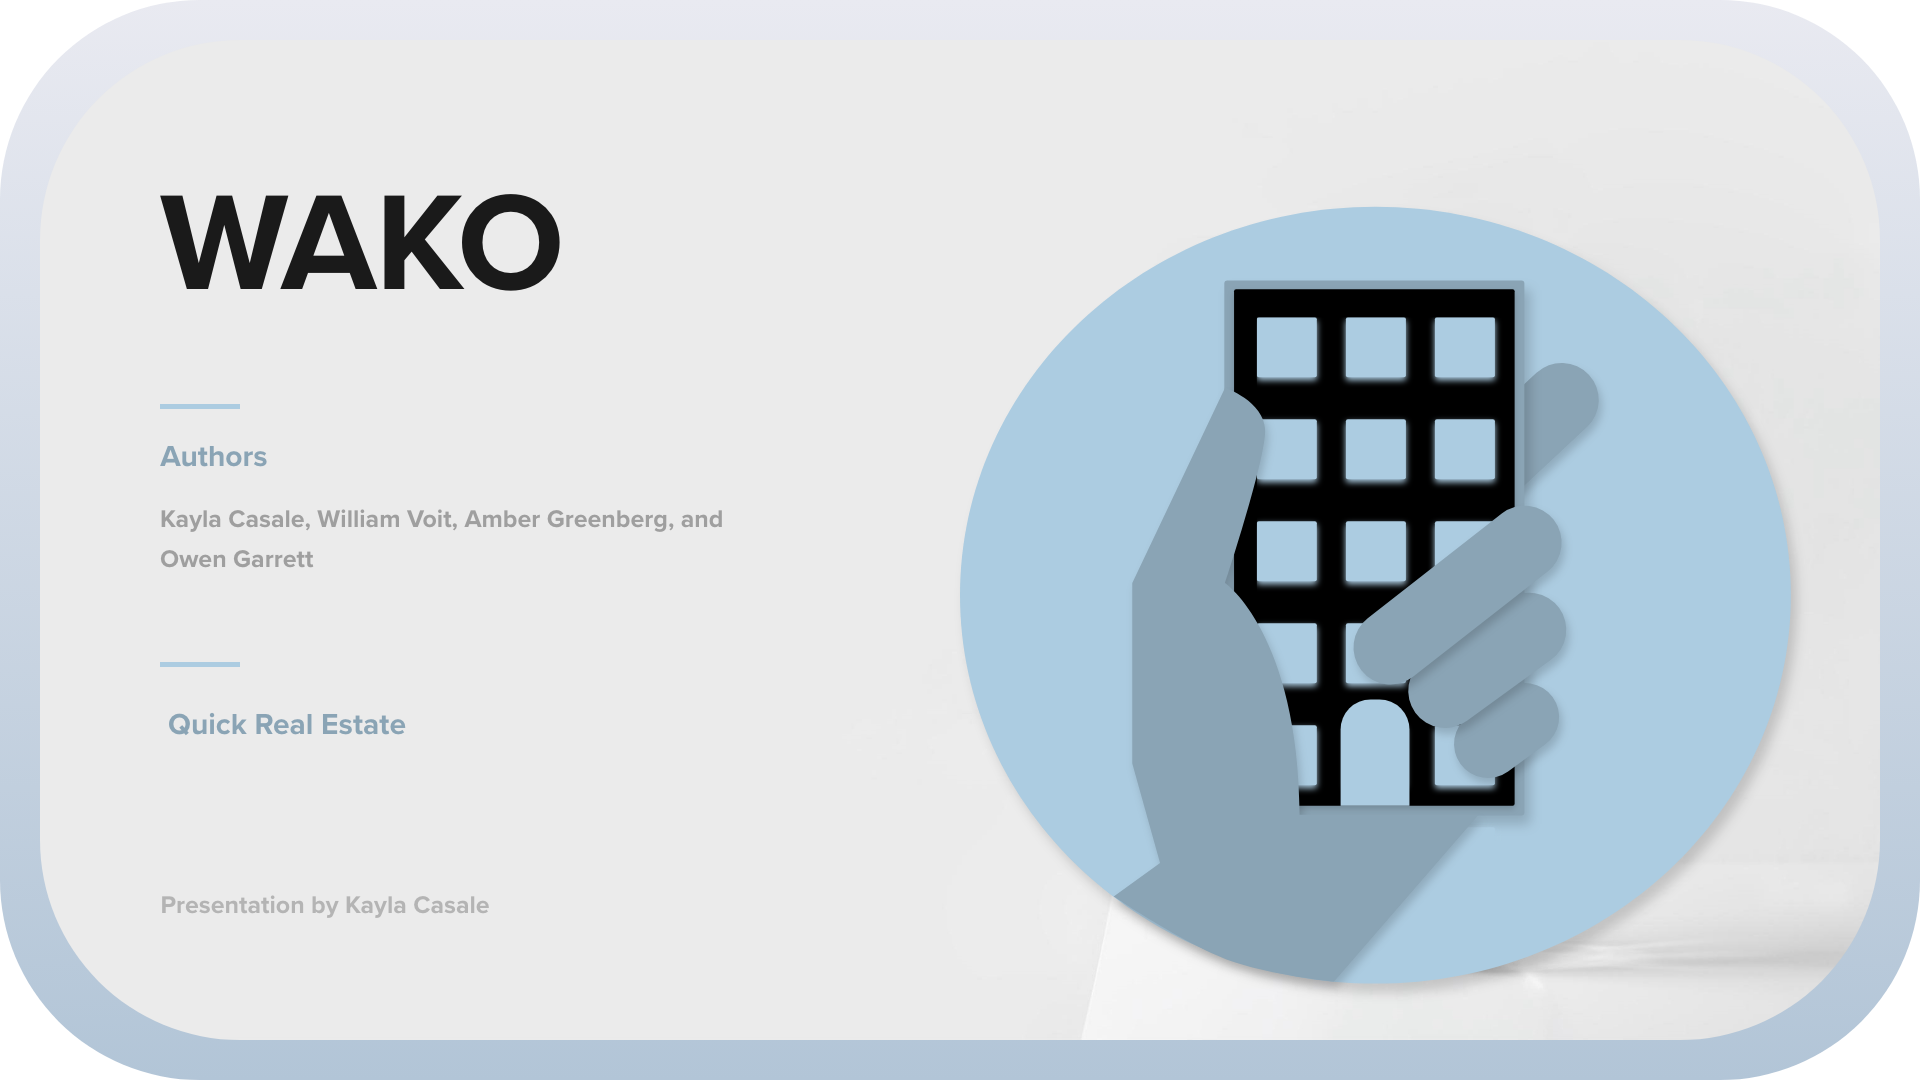 WAKO
Authors
Kayla Casale, William Voit, Amber Greenberg, and
Owen Garrett
Quick Real Estate
Presentation by Kayla Casale